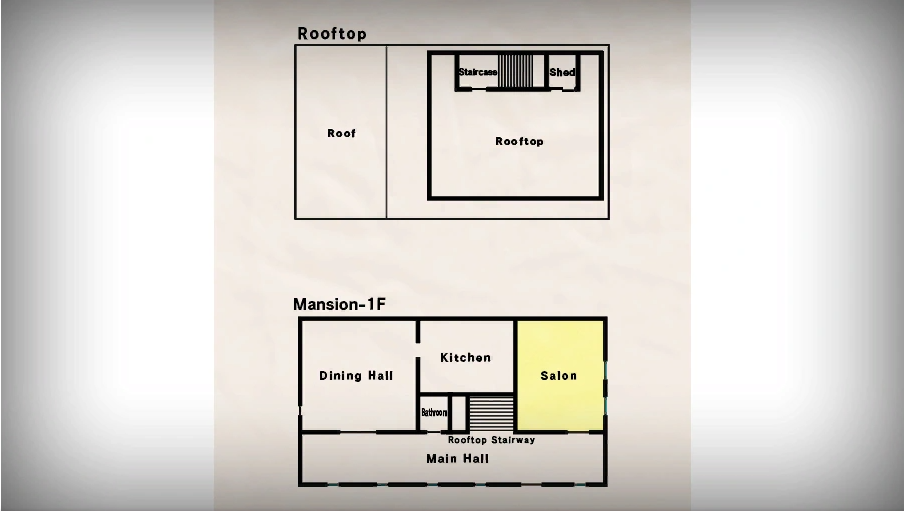 Rooftop
Staircase
Shed
Roof
Rooftop
Mansion-1F
Kitchen
Dining Hall
Salon
Bathroom
Rooftop Stairway
Main Hall